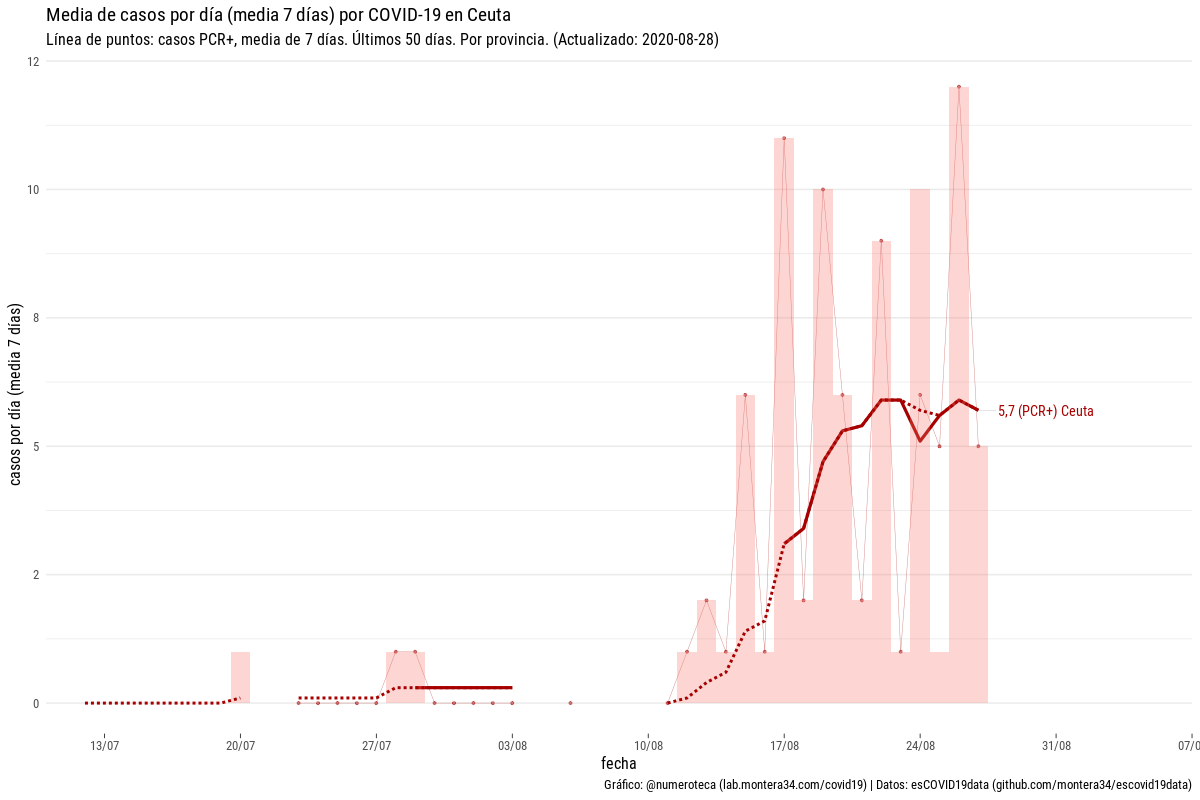 Media de casos por día (media 7 días) por COVID-19 en Ceuta
Línea de puntos: casos PCR+, media de 7 días. Últimos 50 días. Por provincia. (Actualizado: 2020-08-28)
casos por día (media 7 días)
12
10
8
5
2
0
5,7 (PCR+) Ceuta
13/07
20/07
27/07
03/08
10/08
17/08
24/08
31/08
07/0
fecha
Gráfico: @numeroteca (lab.montera34.com/covid19) | Datos: esCOVID19data (github.com/montera34/escovid19data)